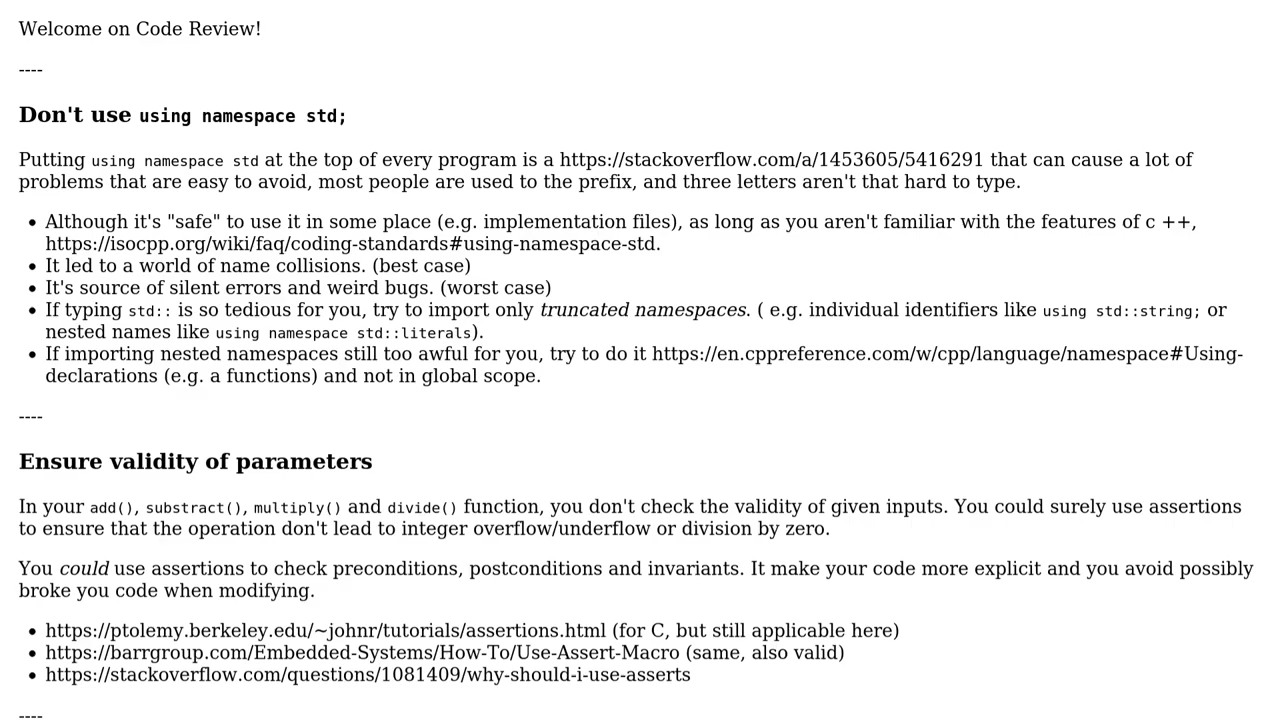 Welcome on Code Review!
----
Don't use using namespace std;
Putting using namespace std at the top of every program is a https://stackoverflow.com/a/1453605/5416291 that can cause a lot of
problems that are easy to avoid, most people are used to the prefix, and three letters aren't that hard to type.
• Although it's "safe" to use it in some place (e.g. implementation files), as long as you aren't familiar with the features of c ++,
https://isocpp.org/wiki/faq/coding-standards#using-namespace-std.
• It led to a world of name collisions. (best case)
• It's source of silent errors and weird bugs. (worst case)
• If typing std:: is so tedious for you, try to import only truncated namespaces. ( e.g. individual identifiers like using std::string; or
nested names like using namespace std::literals).
• If importing nested namespaces still too awful for you, try to do it https://en.cppreference.com/w/cpp/language/namespace#Using-
declarations (e.g. a functions) and not in global scope.
----
Ensure validity of parameters
In your add(), substract(), multiply() and divide() function, you don't check the validity of given inputs. You could surely use assertions
to ensure that the operation don't lead to integer overflow/underflow or division by zero.
You could use assertions to check preconditions, postconditions and invariants. It make your code more explicit and you avoid possibly
broke you code when modifying.
• https://ptolemy.berkeley.edu/~johnr/tutorials/assertions.html (for C, but still applicable here)
• https://barrgroup.com/Embedded-Systems/How-To/Use-Assert-Macro (same, also valid)
• https://stackoverflow.com/questions/1081409/why-should-i-use-asserts
----